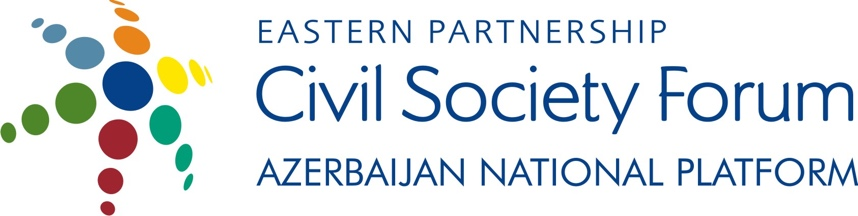 EASTERN PARTNERSHIP
Civil Society Forum
AZERBAIJAN NATIONAL PLATFORM